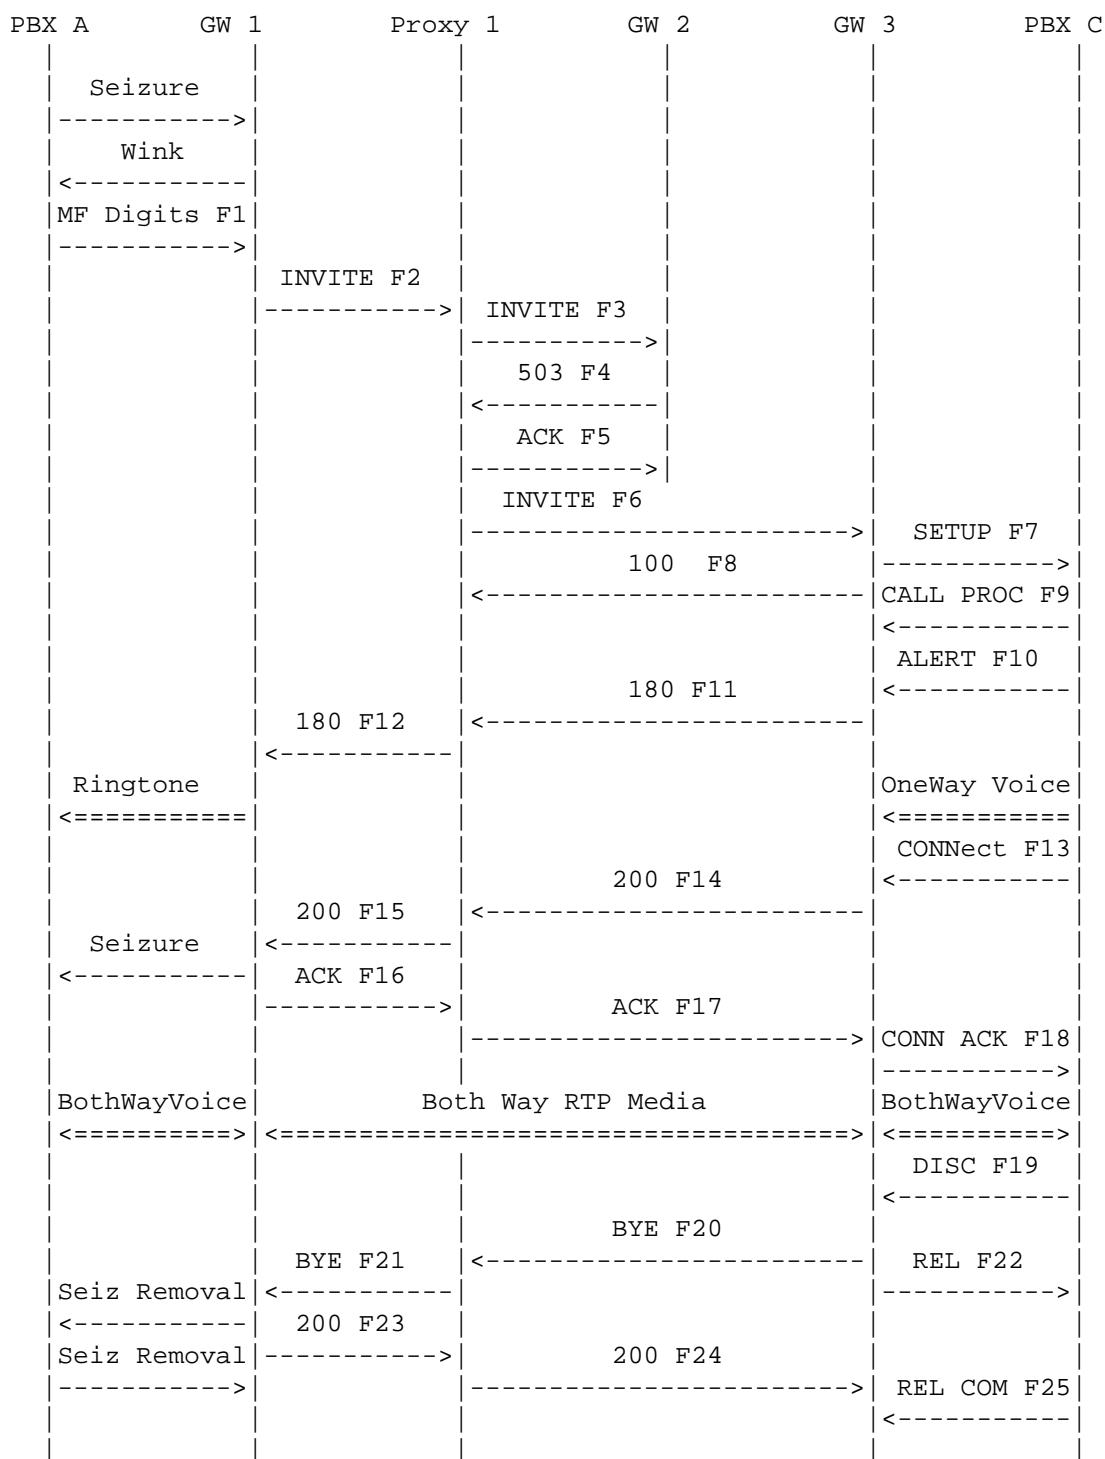 PBX A GW 1 Proxy 1 GW 2 GW 3 PBX C
Seizure
Wink
MF Digits F1
INVITE F2
INVITE F3
503 F4
ACK F5
INVITE F6
SETUP F7
100 F8
CALL PROC F9
ALERT F10
180 F11
180 F12
Ringtone OneWay Voice
CONNect F13
200 F14
200 F15
Seizure
ACK F16
ACK F17
CONN ACK F18
BothWayVoice Both Way RTP Media BothWayVoice
DISC F19
BYE F20
BYE F21 REL F22
Seiz Removal
200 F23
Seiz Removal 200 F24
REL COM F25